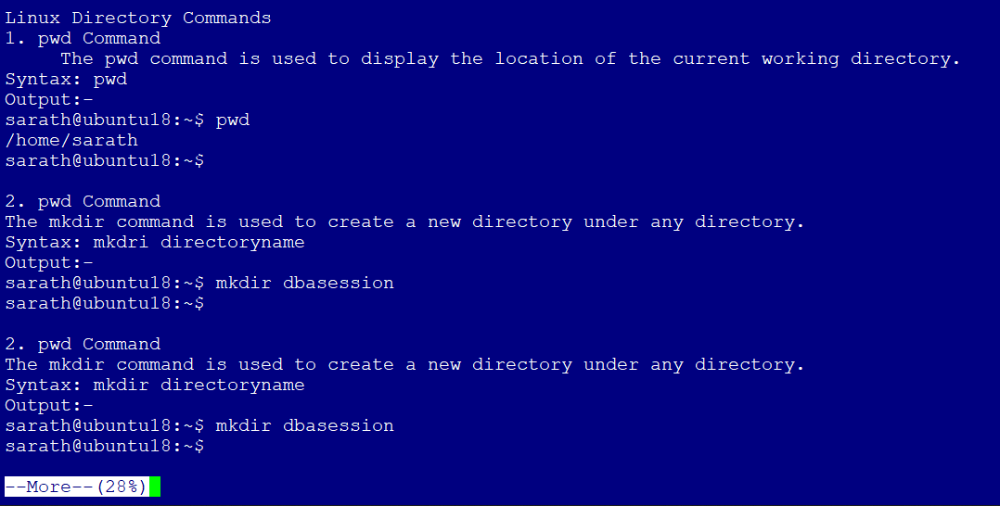 Linux Directory Commands
1. pwd Command
The pwd command is used to display the location of the current working directory.
Syntax: pwd
Output:-
sarath@ubuntu18:~$ pwd
/home/sarath
sarath@ubuntu18:~$
2. pwd Command
The mkdir command is used to create a new directory under any directory.
Syntax: mkdri directoryname
Output:-
sarath@ubuntu18:~$ mkdir dbasession
sarath@ubuntu18:~$
2. pwd Command
The mkdir command is used to create a new directory under any directory.
Syntax: mkdir directoryname
Output:-
sarath@ubuntu18:~$ mkdir dbasession
sarath@ubuntu18:~$
--More--(28%)